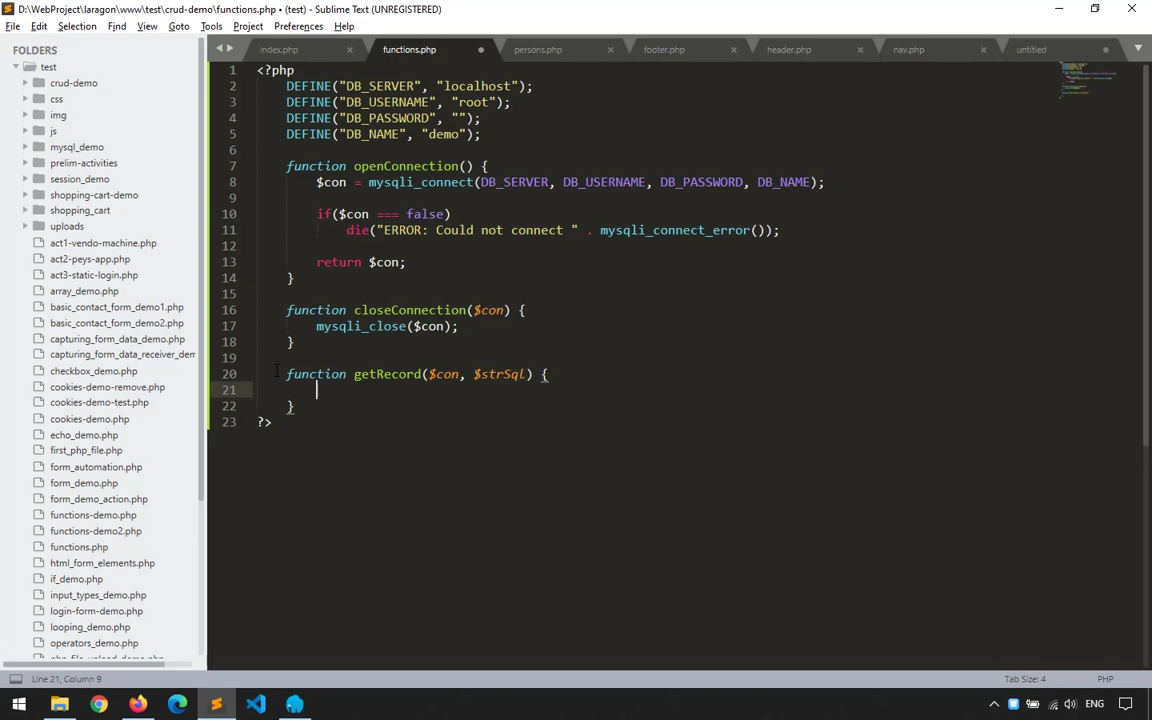 D:\WebProject\laragon\www\test\crud-demo\functions.php • (test) - Sublime Text (UNREGISTERED)
File Edit Selection Find View Goto Tools Project Preferences Help
FOLDERS
test
crud-demo
css
img
js
mysql_demo
prelim-activities
session_demo
shopping-cart-demo
shopping_cart
uploads
act1-vendo-machine.php
act2-peys-app.php
act3-static-login.php
array_demo.php
basic_contact_form_demo1.php
basic_contact_form_demo2.php
capturing_form_data_demo.php
capturing_form_data_receiver_dem
checkbox_demo.php
cookies-demo-remove.php
cookies-demo-test.php
cookies-demo.php
echo_demo.php
first_php_file.php
form_automation.php
form_demo.php
form_demo_action.php
functions-demo.php
functions-demo2.php
functions.php
html_form_elements.php
if_demo.php
input_types_demo.php
login-form-demo.php
looping_demo.php
operators_demo.php
index.php functions.php persons.php footer.php header.php nav.php untitled
1 <?php
2 DEFINE("DB_SERVER", "localhost");
3 DEFINE("DB_USERNAME", "root");
4 DEFINE("DB_PASSWORD", "");
5 DEFINE("DB_NAME", "demo");
6
7 function openConnection() {
8 $con = mysqli_connect(DB_SERVER, DB_USERNAME, DB_PASSWORD, DB_NAME);
9
10 if($con === false)
11 die("ERROR: Could not connect " . mysqli_connect_error());
12
13 return $con;
14 }
15
16 function closeConnection($con) {
17 mysqli_close($con);
18 }
19
20 function getRecord($con, $strSql) {
21
22 }
23 ?>
Line 21, Column 9 Tab Size: 4 PHP
ENG